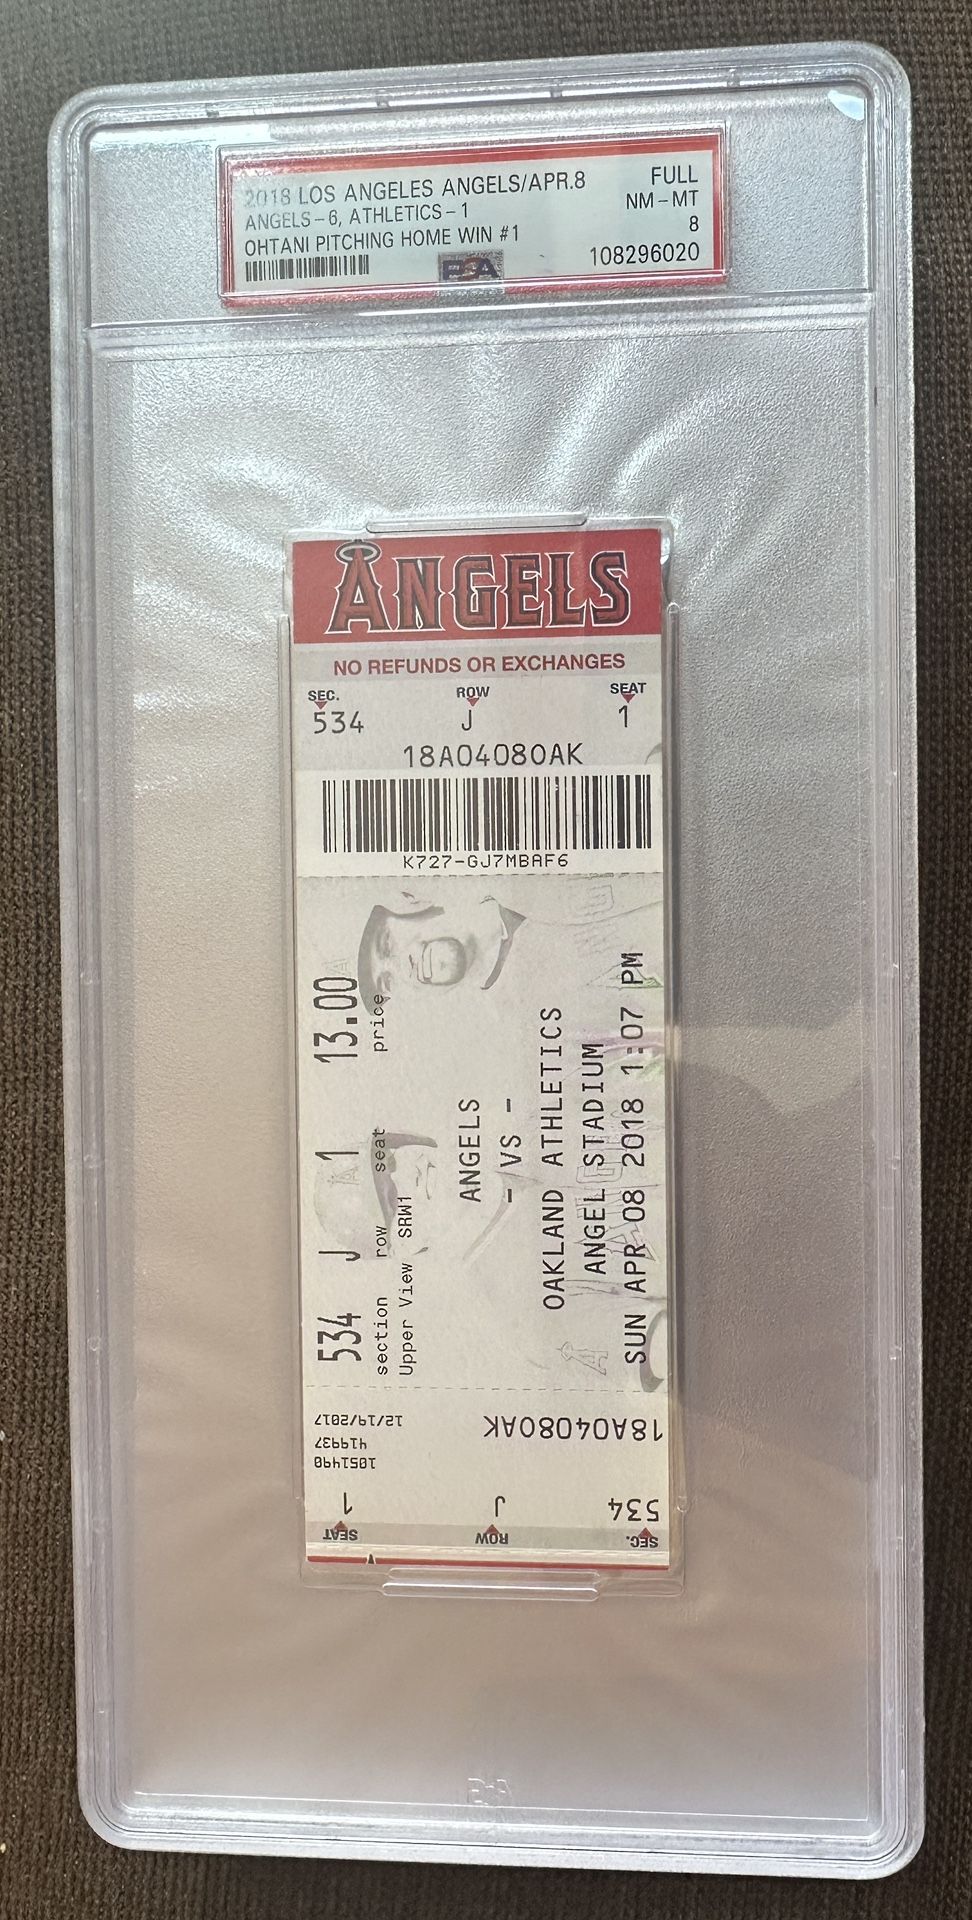 2018 LOS ANGELES ANGELS/APR.8
ANGELS-6, ATHLETICS-1
OHTANI PITCHING HOME WIN #1
FULL
NM-MT
8
108296020
PSA
ANGELS
NO REFUNDS OR EXCHANGES
SEC. ROW SEAT
534 J 1
18A04080AK
K727-GJ7MBAF6
534 J 1 13.00
section row seat price
Upper View SRW1
ANGELS
- VS -
OAKLAND ATHLETICS
ANGEL STADIUM
SUN APR 08 2018 1:07 PM
534 J 1
SEC. ROW SEAT
18A04080AK
1051490
419937
12/19/2017
PSA